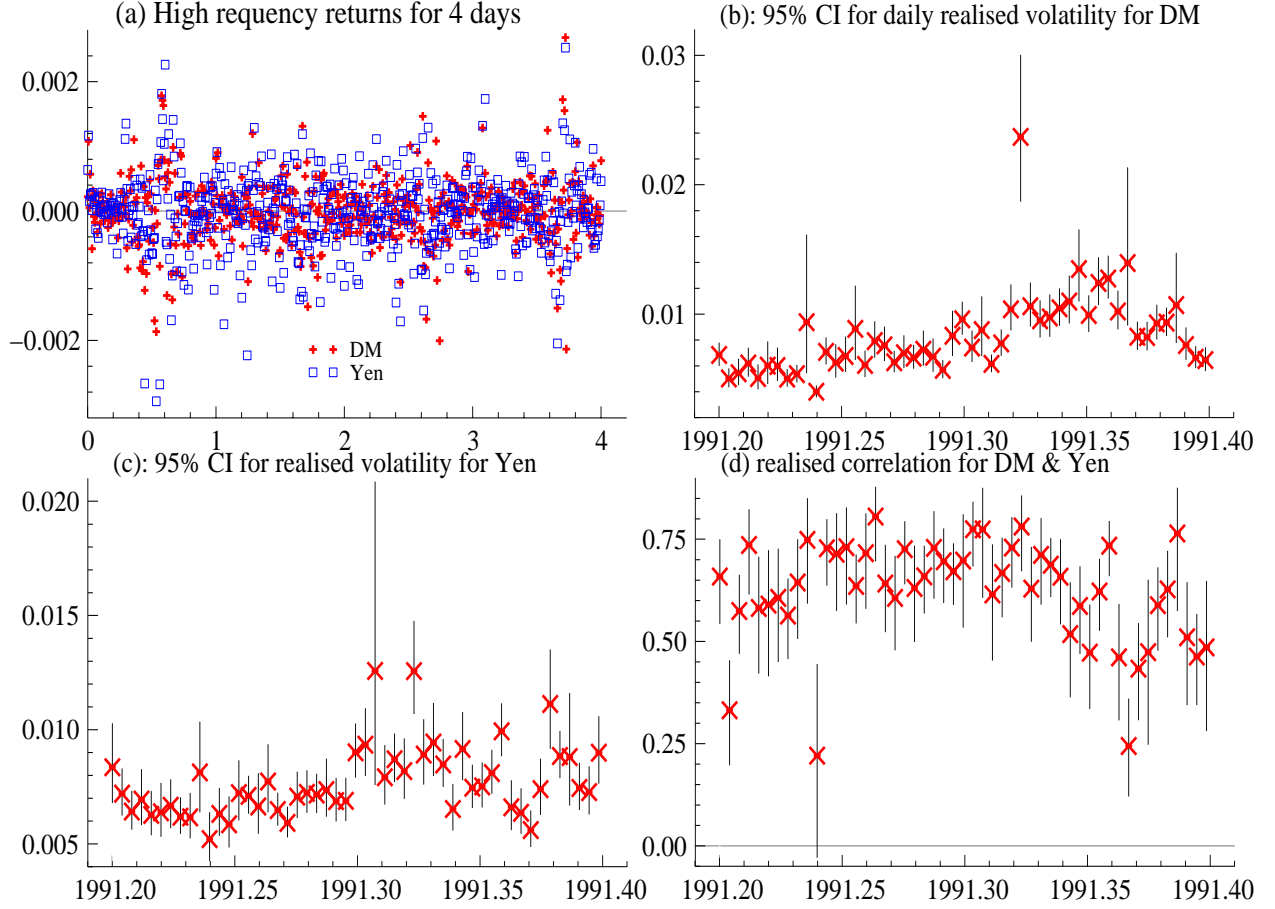 (a) High requency returns for 4 days
0.002
0.000
−0.002
DM
Yen
0 1 2 3 4
(b): 95% CI for daily realised volatility for DM
0.03
0.02
0.01
1991.20 1991.30 1991.40
(c): 95% CI for realised volatility for Yen
0.020
0.015
0.010
0.005
1991.20 1991.25 1991.30 1991.35 1991.40
(d) realised correlation for DM & Yen
0.75
0.50
0.25
0.00
1991.20 1991.25 1991.30 1991.35 1991.40